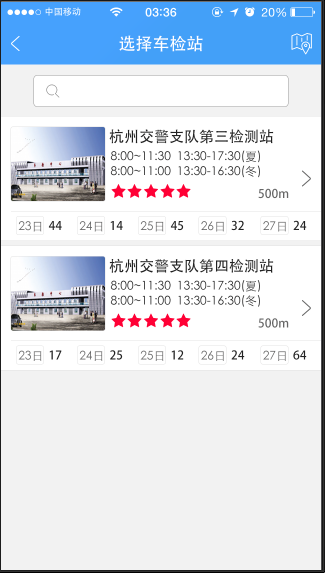 中国移动 03:36 20%
选择车检站
杭州交警支队第三检测站
8:00~11:30 13:30-17:30(夏)
8:00~11:00 13:30-16:30(冬)
500m
23日 44 24日 14 25日 45 26日 32 27日 24
杭州交警支队第四检测站
8:00~11:30 13:30-17:30(夏)
8:00~11:00 13:30-16:30(冬)
500m
23日 17 24日 25 25日 12 26日 24 27日 64